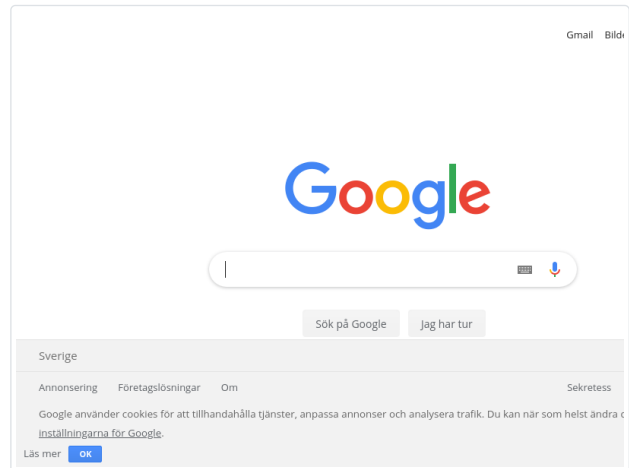 Gmail
Google
Sök på Google Jag har tur
Sverige
Annonsering Företagslösningar Om Sekretess
Google använder cookies för att tillhandahålla tjänster, anpassa annonser och analysera trafik. Du kan när som helst ändra
inställningarna för Google.
Läs mer OK